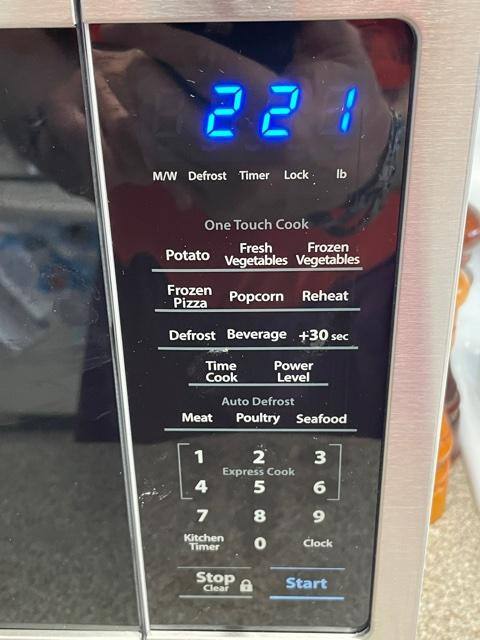 221
M/W Defrost Timer Lock lb
One Touch Cook
Potato Fresh Vegetables Frozen Vegetables
Frozen Pizza Popcorn Reheat
Defrost Beverage +30 sec
Time Cook Power Level
Auto Defrost
Meat Poultry Seafood
1 2 3
Express Cook
4 5 6
7 8 9
Kitchen Timer 0 Clock
Stop Clear Start